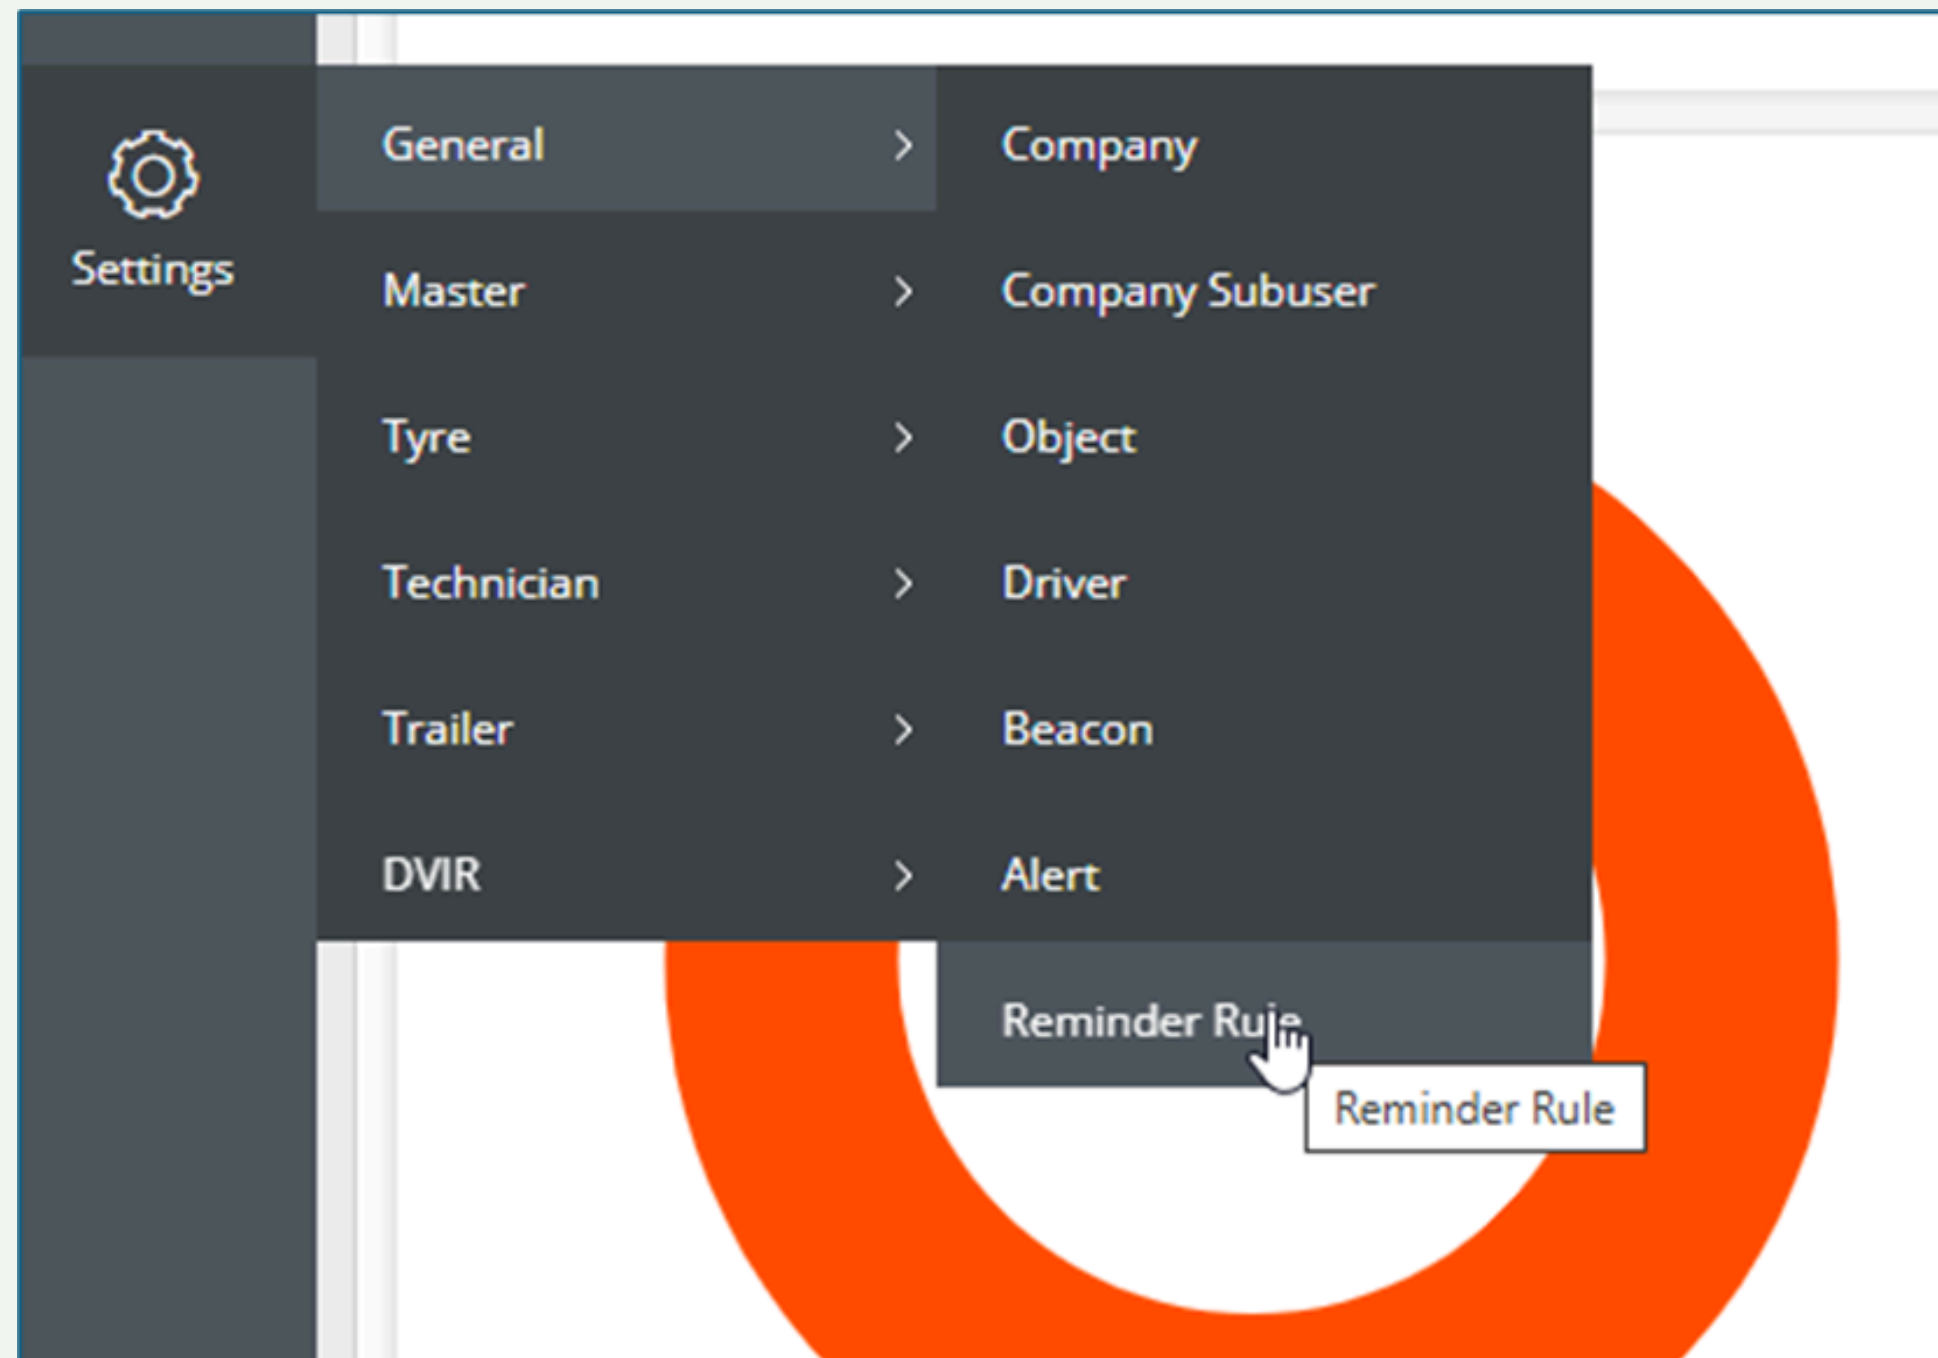 Settings
General
Master
Tyre
Technician
Trailer
DVIR
Company
Company Subuser
Object
Driver
Beacon
Alert
Reminder Rule
Reminder Rule